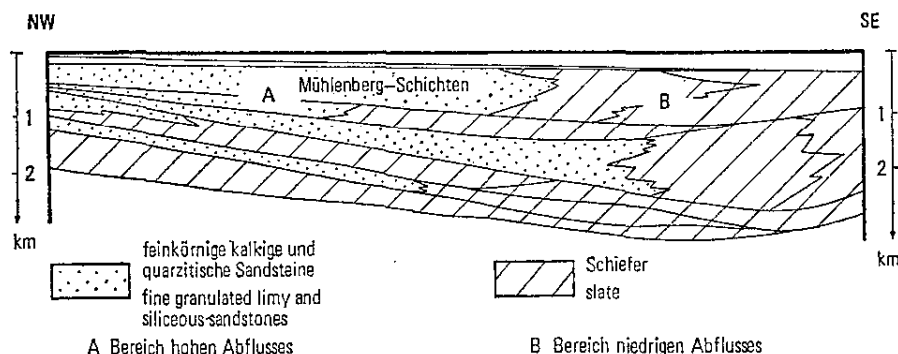 NW
SE
A
Mühlenberg-Schichten
B
1
1
2
2
km
km
feinkörnige kalkige und
quarzitische Sandsteine
fine granulated limy and
siliceous-sandstones
Schiefer
slate
A Bereich hohen Abflusses
B Bereich niedrigen Abflusses